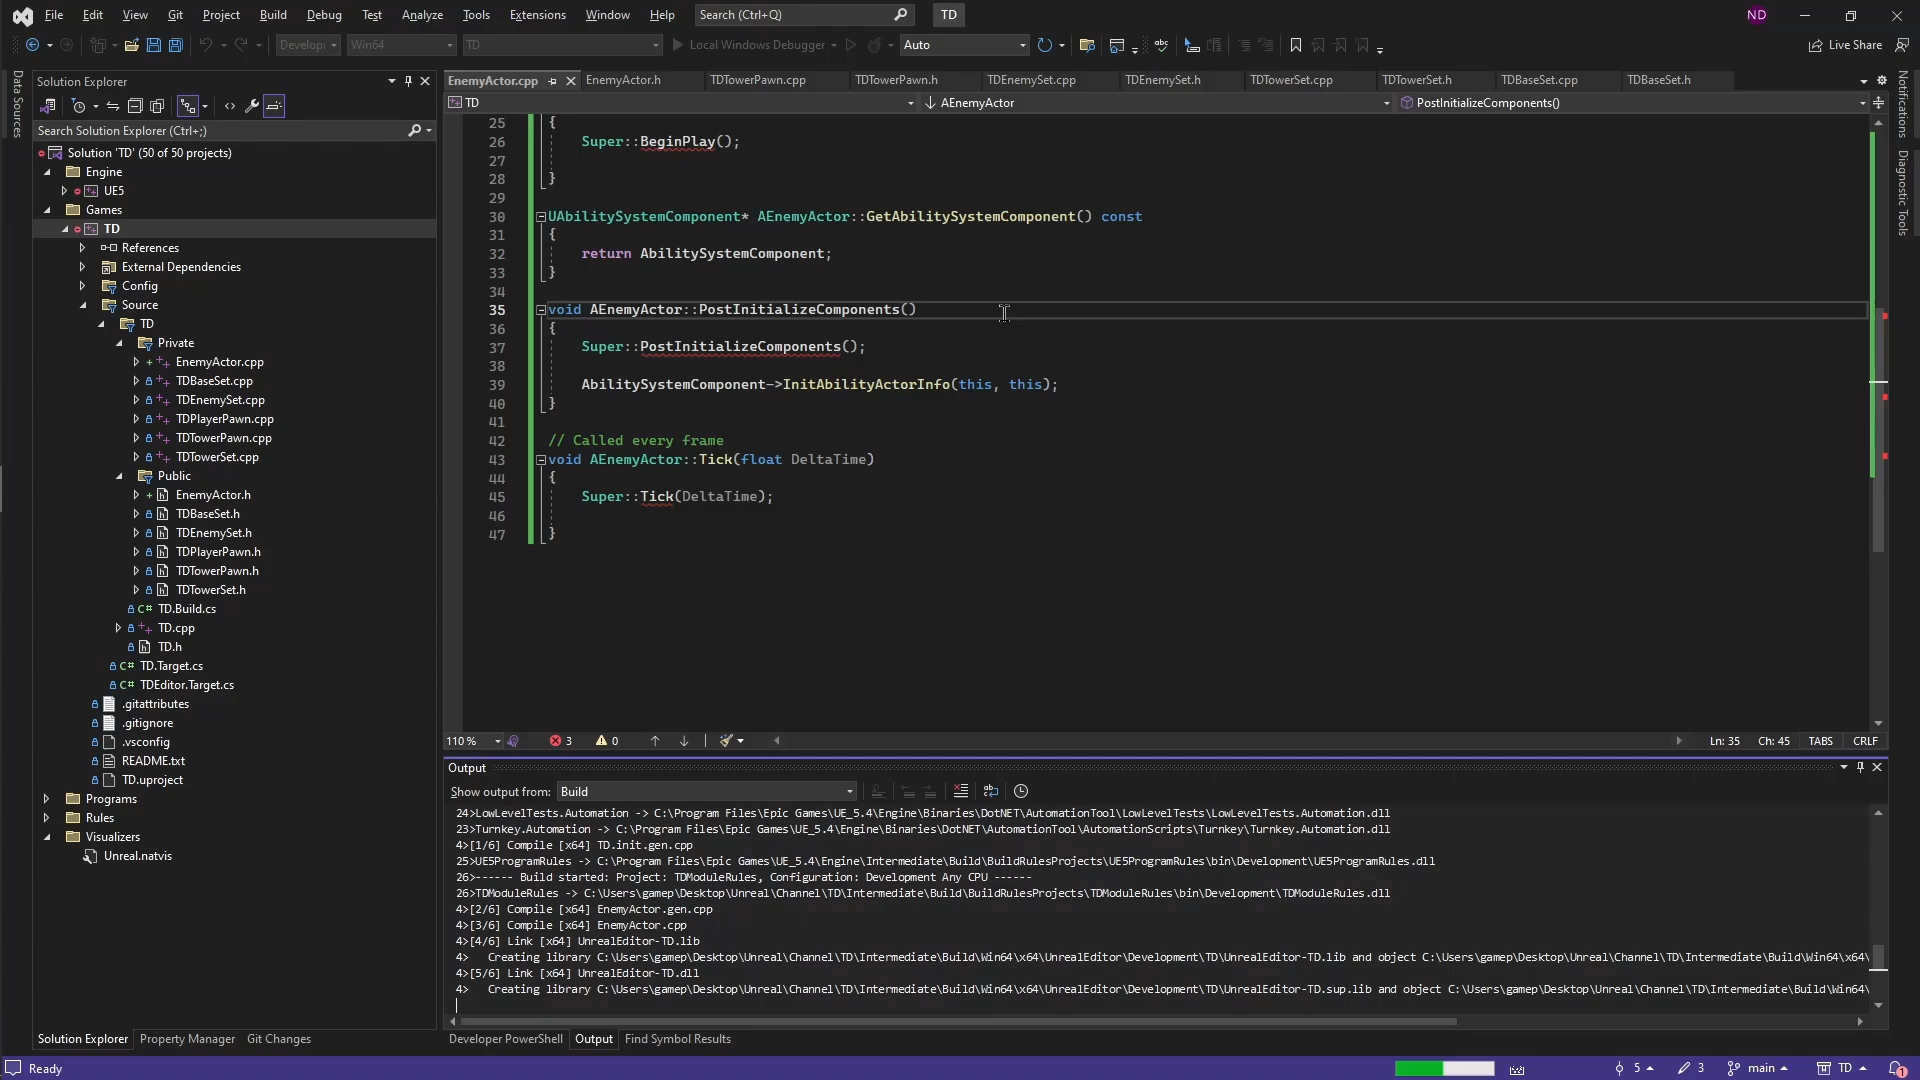 File Edit View Git Project Build Debug Test Analyze Tools Extensions Window Help Search (Ctrl+Q) TD ND
Develop Win64 TD Local Windows Debugger Auto Live Share
Data Sources
Solution Explorer
Search Solution Explorer (Ctrl+;)
Solution 'TD' (50 of 50 projects)
Engine
UE5
Games
TD
References
External Dependencies
Config
Source
TD
Private
EnemyActor.cpp
TDBaseSet.cpp
TDEnemySet.cpp
TDPlayerPawn.cpp
TDTowerPawn.cpp
TDTowerSet.cpp
Public
EnemyActor.h
TDBaseSet.h
TDEnemySet.h
TDPlayerPawn.h
TDTowerPawn.h
TDTowerSet.h
TD.Build.cs
TD.cpp
TD.h
TD.Target.cs
TDEditor.Target.cs
.gitattributes
.gitignore
.vsconfig
README.txt
TD.uproject
Programs
Rules
Visualizers
Unreal.natvis
Solution Explorer Property Manager Git Changes
EnemyActor.cpp EnemyActor.h TDTowerPawn.cpp TDTowerPawn.h TDEnemySet.cpp TDEnemySet.h TDTowerSet.cpp TDTowerSet.h TDBaseSet.cpp TDBaseSet.h
TD AEnemyActor PostInitializeComponents()
25 {
26 Super::BeginPlay();
27
28 }
29
30 UAbilitySystemComponent* AEnemyActor::GetAbilitySystemComponent() const
31 {
32 return AbilitySystemComponent;
33 }
34
35 void AEnemyActor::PostInitializeComponents()
36 {
37 Super::PostInitializeComponents();
38
39 AbilitySystemComponent->InitAbilityActorInfo(this, this);
40 }
41
42 // Called every frame
43 void AEnemyActor::Tick(float DeltaTime)
44 {
45 Super::Tick(DeltaTime);
46
47 }
110 % 3 0 Ln: 35 Ch: 45 TABS CRLF
Output
Show output from: Build
24>LowLevelTests.Automation -> C:\Program Files\Epic Games\UE_5.4\Engine\Binaries\DotNET\AutomationTool\LowLevelTests\LowLevelTests.Automation.dll
23>Turnkey.Automation -> C:\Program Files\Epic Games\UE_5.4\Engine\Binaries\DotNET\AutomationTool\AutomationScripts\Turnkey\Turnkey.Automation.dll
4>[1/6] Compile [x64] TD.init.gen.cpp
25>UE5ProgramRules -> C:\Program Files\Epic Games\UE_5.4\Engine\Intermediate\Build\BuildRulesProjects\UE5ProgramRules\bin\Development\UE5ProgramRules.dll
26>------ Build started: Project: TDModuleRules, Configuration: Development Any CPU ------
26>TDModuleRules -> C:\Users\gamep\Desktop\Unreal\Channel\TD\Intermediate\Build\BuildRulesProjects\TDModuleRules\bin\Development\TDModuleRules.dll
4>[2/6] Compile [x64] EnemyActor.gen.cpp
4>[3/6] Compile [x64] EnemyActor.cpp
4>[4/6] Link [x64] UnrealEditor-TD.lib
4> Creating library C:\Users\gamep\Desktop\Unreal\Channel\TD\Intermediate\Build\Win64\x64\UnrealEditor\Development\TD\UnrealEditor-TD.lib and object C:\Users\gamep\Desktop\Unreal\Channel\TD\Intermediate\Build\Win64\x64\
4>[5/6] Link [x64] UnrealEditor-TD.dll
4> Creating library C:\Users\gamep\Desktop\Unreal\Channel\TD\Intermediate\Build\Win64\x64\UnrealEditor\Development\TD\UnrealEditor-TD.sup.lib and object C:\Users\gamep\Desktop\Unreal\Channel\TD\Intermediate\Build\Win64\
Developer PowerShell Output Find Symbol Results
Notifications
Diagnostic Tools
Ready 5 3 main TD 1